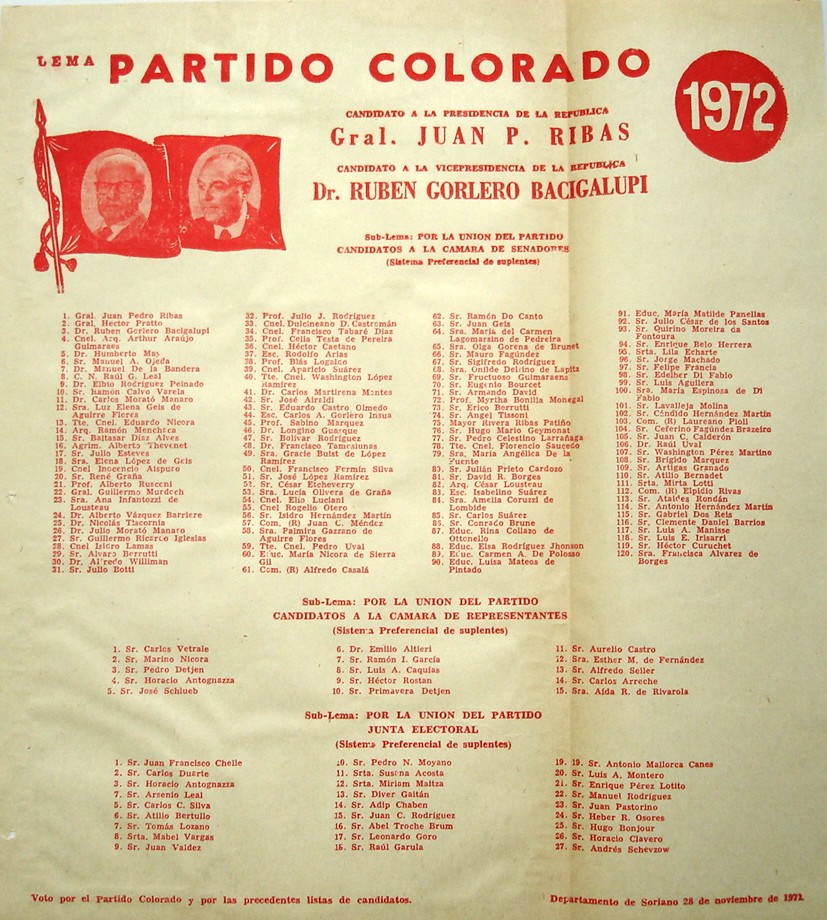 LEMA PARTIDO COLORADO
1972
CANDIDATO A LA PRESIDENCIA DE LA REPUBLICA
Gral. JUAN P. RIBAS
CANDIDATO A LA VICEPRESIDENCIA DE LA REPUBLICA
Dr. RUBEN GORLERO BACIGALUPI
Sub-Lema: POR LA UNION DEL PARTIDO
CANDIDATOS A LA CAMARA DE SENADORES
(Sistema Preferencial de suplentes)
1. Gral. Juan Pedro Ribas
2. Gral. Hector Pratto
3. Dr. Ruben Gorlero Bacigalupi
4. Cnel. Arq. Arthur Araújo
Guimaraes
5. Dr. Humberto May
6. Sr. Manuel A. Ojeda
7. Dr. Manuel De la Bandera
8. C. N. Raúl G. Leal
9. Dr. Elbio Rodríguez Peinado
10. Sr. Ramón Calvo Varela
11. Dr. Carlos Morató Manaro
12. Sra. Luz Elena Geis de
Aguirre Flores
13. Tte. Cnel. Eduardo Nicora
14. Arq. Ramón Menchaca
15. Sr. Baltasar Díaz Alves
16. Agrim. Alberto Thevenet
17. Sr. Julio Esteves
18. Sra. Elena López de Geis
19. Cnel Inocencio Aispuro
20. Sr. René Graña
21. Prof. Alberto Rusconi
22. Gral. Guillermo Murdoch
23. Sra. Ana Infantozzi de
Lousteau
24. Dr. Alberto Vázquez Barriere
25. Dr. Nicolás Tiscornia
26. Dr. Julio Morató Manaro
27. Sr. Guillermo Ricardo Iglesias
28. Cnel Isidro Lamas
29. Sr. Alvaro Berrutti
30. Dr. Alfredo Williman
31. Sr. Julio Botti
32. Prof. Julio J. Rodríguez
33. Cnel. Dulcineano D. Castromán
34. Cnel. Francisco Tabaré Díaz
35. Prof. Celia Testa de Pereira
36. Cnel. Héctor Caetano
37. Esc. Rodolfo Arias
38. Prof. Blás Logalco
39. Cnel. Aparicio Suárez
40. Tte. Cnel. Washington López
Ramírez
41. Dr. Carlos Martirena Montes
42. Sr. José Airaldi
43. Sr. Eduardo Castro Olmedo
44. Esc. Carlos A. Gorlero Insua
45. Prof. Sabino Marquez
46. Dr. Longino Guarque
47. Sr. Bolívar Rodríguez
48. Dr. Francisco Tamesiunas
49. Sra. Gracie Buist de López
Ramírez
50. Cnel. Francisco Fermín Silva
51. Sr. José López Ramírez
52. Sr. César Etcheverry
53. Sra. Lucía Olivera de Graña
54. Cnel. Elio Luciani
55. Cnel Rogelio Otero
56. Sr. Isidro Hernández Martín
57. Com. (R) Juan C. Méndez
58. Sra. Palmira Gazzano de
Aguirre Flores
59. Tte. Cnel. Pedro Uval
60. Educ. María Nicora de Sierra
Gil
61. Com. (R) Alfredo Casalá
62. Sr. Ramón Do Canto
63. Sr. Juan Geis
64. Sra. María del Carmen
Lagomarsino de Pedreira
65. Sra. Olga Gorena de Brunet
66. Sr. Mauro Fagúndez
67. Sr. Sigifredo Rodríguez
68. Sra. Onilde Delfino de Lapitz
69. Sr. Fructuoso Guimaraens
70. Sr. Eugenio Bourcet
71. Sr. Armando David
72. Prof. Myrtha Bonilla Monegal
73. Sr. Erico Berrutti
74. Sr. Angel Tissoni
75. Mayor Rivera Ribas Patiño
76. Sr. Hugo Mario Geymonat
77. Sr. Pedro Celestino Larrañaga
78. Tte. Cnel. Florencio Saucedo
79. Sra. María Angélica De la
Puente
80. Sr. Julián Prieto Cardozo
81. Sr. David R. Borges
82. Arq. César Lousteau
83. Esc. Isabelino Suárez
84. Sra. Amelia Coruzzi de
Lombide
85. Sr. Carlos Suárez
86. Sr. Conrado Brune
87. Educ. Rina Collazo de
Ottonello
88. Educ. Elsa Rodríguez Jhonson
89. Educ. Carmen A. De Polosso
90. Educ. Luisa Mateos de
Pintado
91. Educ. María Matilde Panellas
92. Sr. Julio César de los Santos
93. Sr. Quirino Moreira da
Fontoura
94. Sr. Enrique Belo Herrera
95. Srta. Lila Echarte
96. Sr. Jorge Machado
97. Sr. Felipe Francia
98. Sr. Edelber Di Fabio
99. Sr. Luis Aguilera
100. Sra. María Espinosa de Di
Fabio
101. Sr. Lavalleja Molina
102. Sr. Cándido Hernández Martín
103. Com. (R) Laureano Pioli
104. Sr. Ceferino Fagúndez Brazeiro
105. Sr. Juan C. Calderón
106. Dr. Raúl Uval
107. Sr. Washington Pérez Martino
108. Sr. Brígido Marquez
109. Sr. Artigas Granado
110. Sr. Atilio Bernadet
111. Srta. Mirta Lotti
112. Com. (R) Elpidio Rivas
113. Sr. Ataídes Rondán
114. Sr. Antonio Hernández Martín
115. Sr. Gabriel Dos Reis
116. Sr. Clemente Daniel Barrios
117. Sr. Luis A. Manisse
118. Sr. Luis E. Irisarri
119. Sr. Héctor Curuchet
120. Sra. Francisca Alvarez de
Borges
Sub-Lema: POR LA UNION DEL PARTIDO
CANDIDATOS A LA CAMARA DE REPRESENTANTES
(Sistema Preferencial de suplentes)
1. Sr. Carlos Vetrale
2. Sr. Marino Nicora
3. Sr. Pedro Detjen
4. Sr. Horacio Antognazza
5. Sr. José Schlueb
6. Dr. Emilio Altieri
7. Sr. Ramón I. García
8. Sr. Luis A. Caquías
9. Sr. Héctor Rostan
10. Sr. Primavera Detjen
11. Sr. Aurelio Castro
12. Sra. Esther M. de Fernández
13. Sr. Alfredo Seiler
14. Sr. Carlos Arreche
15. Sra. Aída R. de Rivarola
Sub-Lema: POR LA UNION DEL PARTIDO
JUNTA ELECTORAL
(Sistema Preferencial de suplentes)
1. Sr. Juan Francisco Chelle
2. Sr. Carlos Duarte
3. Sr. Horacio Antognazza
7. Sr. Arsenio Leal
5. Sr. Carlos C. Silva
6. Sr. Atilio Bertullo
7. Sr. Tomás Lozano
8. Srta. Mabel Vargas
9. Sr. Juan Valdez
10. Sr. Pedro N. Moyano
11. Srta. Susana Acosta
12. Srta. Miriam Maitza
13. Sr. Diver Gaitán
14. Sr. Adip Chaben
15. Sr. Juan C. Rodríguez
16. Sr. Abel Troche Brum
17. Sr. Leonardo Goro
18. Sr. Raúl Garula
19. 19. Sr. Antonio Mallorca Canes
20. Sr. Luis A. Montero
21. Sr. Enrique Pérez Lotito
22. Sr. Manuel Rodríguez
23. Sr. Juan Pastorino
24. Sr. Heber R. Osores
25. Sr. Hugo Bonjour
26. Sr. Horacio Clavero
27. Sr. Andrés Schevzow
Voto por el Partido Colorado y por las precedentes listas de candidatos.
Departamento de Soriano 28 de noviembre de 1971